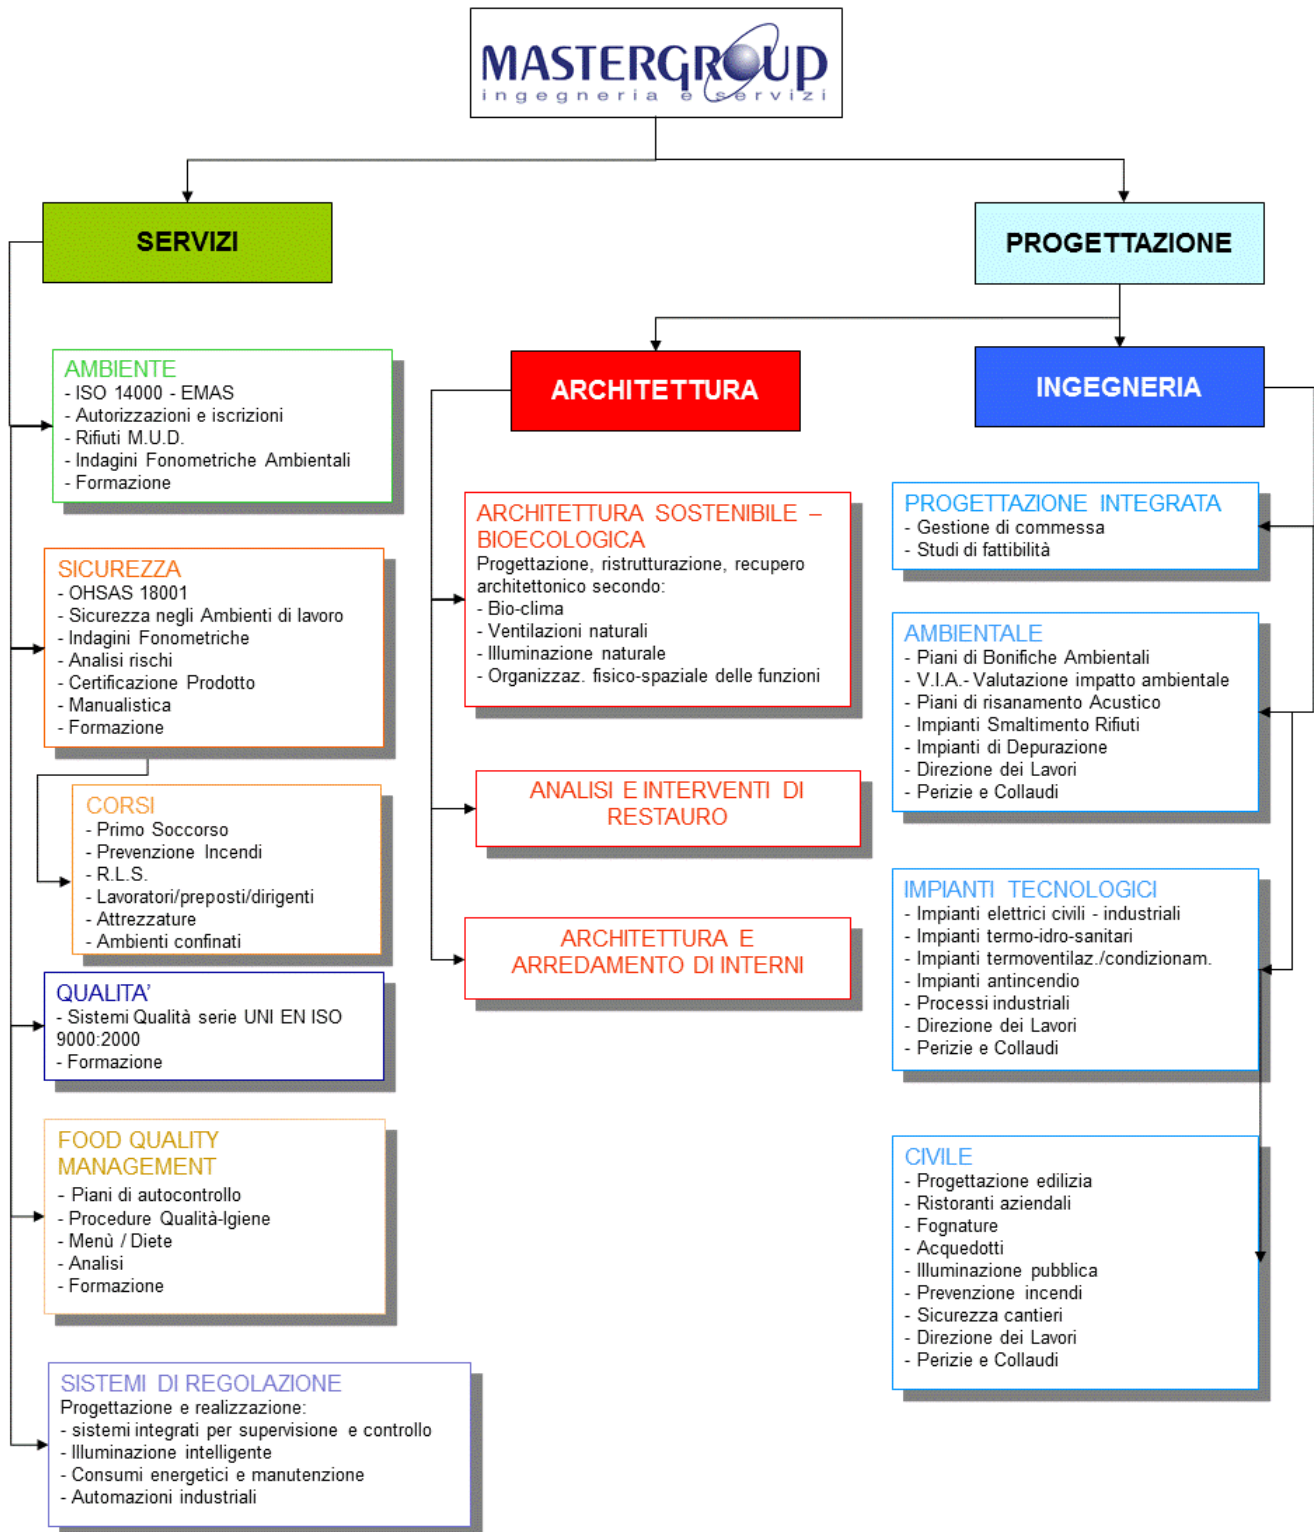 MASTERGROUP
ingegneria e servizi
SERVIZI
PROGETTAZIONE
ARCHITETTURA
INGEGNERIA
AMBIENTE
- ISO 14000 - EMAS
- Autorizzazioni e iscrizioni
- Rifiuti M.U.D.
- Indagini Fonometriche Ambientali
- Formazione
SICUREZZA
- OHSAS 18001
- Sicurezza negli Ambienti di lavoro
- Indagini Fonometriche
- Analisi rischi
- Certificazione Prodotto
- Manualistica
- Formazione
CORSI
- Primo Soccorso
- Prevenzione Incendi
- R.L.S.
- Lavoratori/preposti/dirigenti
- Attrezzature
- Ambienti confinati
QUALITA'
- Sistemi Qualità serie UNI EN ISO
9000:2000
- Formazione
FOOD QUALITY
MANAGEMENT
- Piani di autocontrollo
- Procedure Qualità-Igiene
- Menù / Diete
- Analisi
- Formazione
SISTEMI DI REGOLAZIONE
Progettazione e realizzazione:
- sistemi integrati per supervisione e controllo
- Illuminazione intelligente
- Consumi energetici e manutenzione
- Automazioni industriali
ARCHITETTURA SOSTENIBILE –
BIOECOLOGICA
Progettazione, ristrutturazione, recupero
architettonico secondo:
- Bio-clima
- Ventilazioni naturali
- Illuminazione naturale
- Organizzaz. fisico-spaziale delle funzioni
ANALISI E INTERVENTI DI
RESTAURO
ARCHITETTURA E
ARREDAMENTO DI INTERNI
PROGETTAZIONE INTEGRATA
- Gestione di commessa
- Studi di fattibilità
AMBIENTALE
- Piani di Bonifiche Ambientali
- V.I.A.- Valutazione impatto ambientale
- Piani di risanamento Acustico
- Impianti Smaltimento Rifiuti
- Impianti di Depurazione
- Direzione dei Lavori
- Perizie e Collaudi
IMPIANTI TECNOLOGICI
- Impianti elettrici civili - industriali
- Impianti termo-idro-sanitari
- Impianti termoventilaz./condizionam.
- Impianti antincendio
- Processi industriali
- Direzione dei Lavori
- Perizie e Collaudi
CIVILE
- Progettazione edilizia
- Ristoranti aziendali
- Fognature
- Acquedotti
- Illuminazione pubblica
- Prevenzione incendi
- Sicurezza cantieri
- Direzione dei Lavori
- Perizie e Collaudi